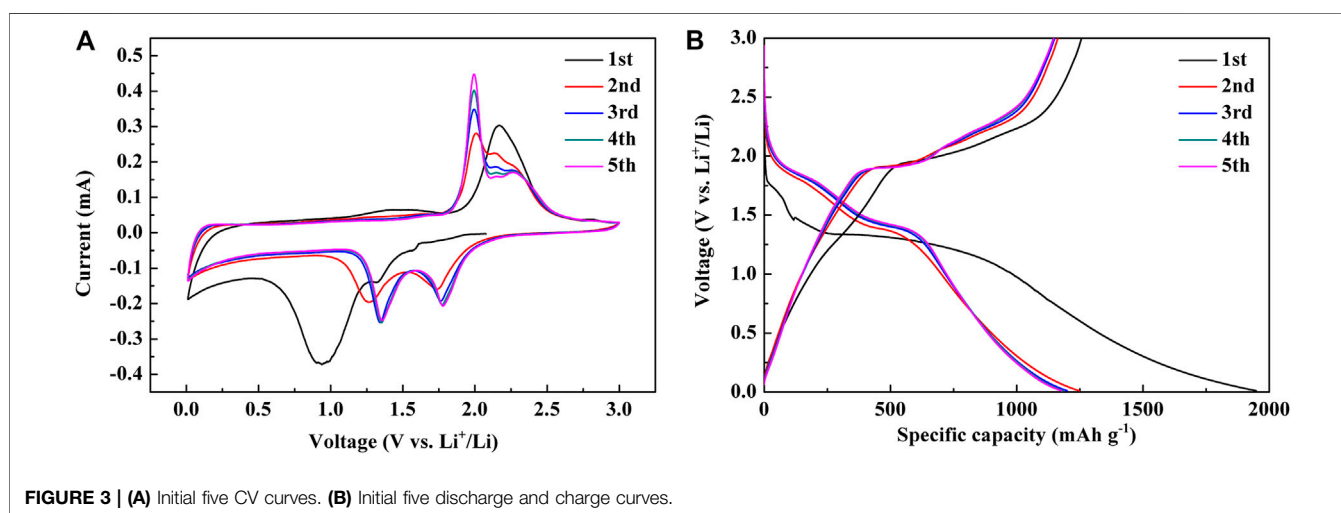 A
0.5
0.4
0.3
0.2
0.1
0.0
-0.1
-0.2
-0.3
-0.4
Current (mA)
1st
2nd
3rd
4th
5th
0.0 0.5 1.0 1.5 2.0 2.5 3.0
Voltage (V vs. Li⁺/Li)
B
3.0
2.5
2.0
1.5
1.0
0.5
0.0
Voltage (V vs. Li⁺/Li)
1st
2nd
3rd
4th
5th
0 500 1000 1500 2000
Specific capacity (mAh g⁻¹)
FIGURE 3 | (A) Initial five CV curves. (B) Initial five discharge and charge curves.